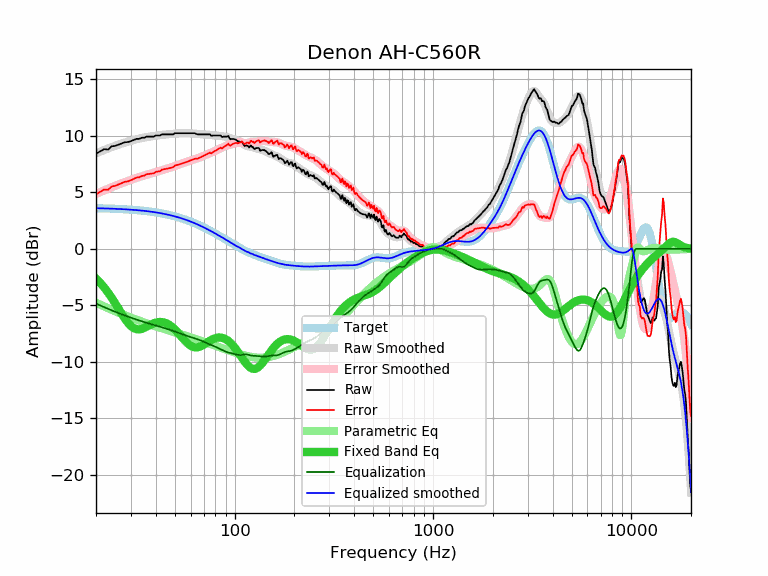 Denon AH-C560R
15
10
5
0
−5
−10
−15
−20
Amplitude (dBr)
Target
Raw Smoothed
Error Smoothed
Raw
Error
Parametric Eq
Fixed Band Eq
Equalization
Equalized smoothed
100
1000
10000
Frequency (Hz)